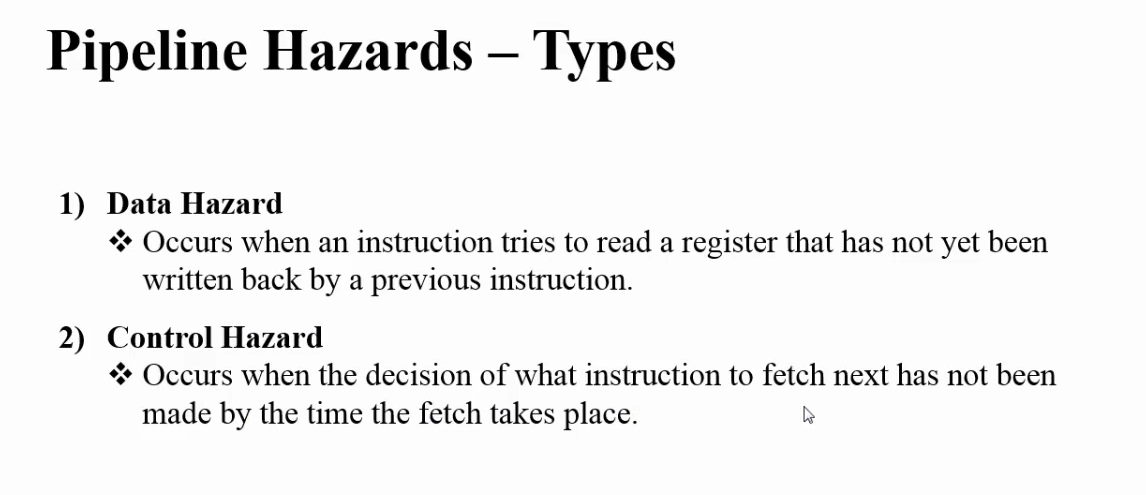 Pipeline Hazards – Types
1) Data Hazard
❖ Occurs when an instruction tries to read a register that has not yet been
written back by a previous instruction.
2) Control Hazard
❖ Occurs when the decision of what instruction to fetch next has not been
made by the time the fetch takes place.